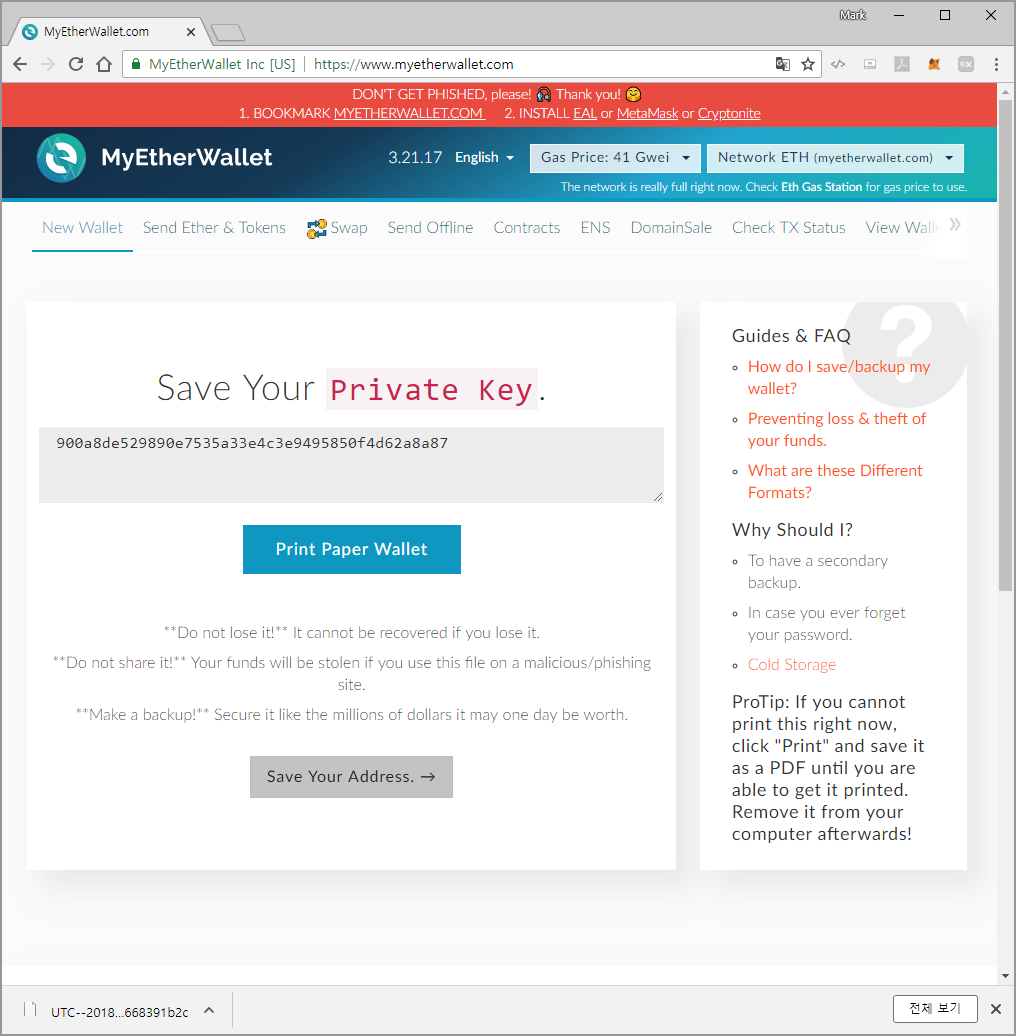 Mark
MyEtherWallet.com
MyEtherWallet Inc [US] | https://www.myetherwallet.com
DON'T GET PHISHED, please! Thank you!
1. BOOKMARK MYETHERWALLET.COM 2. INSTALL EAL or MetaMask or Cryptonite
MyEtherWallet 3.21.17 English Gas Price: 41 Gwei Network ETH (myetherwallet.com)
The network is really full right now. Check Eth Gas Station for gas price to use.
New Wallet Send Ether & Tokens Swap Send Offline Contracts ENS DomainSale Check TX Status View Walle »
Save Your Private Key.
900a8de529890e7535a33e4c3e9495850f4d62a8a87
Print Paper Wallet
**Do not lose it!** It cannot be recovered if you lose it.
**Do not share it!** Your funds will be stolen if you use this file on a malicious/phishing
site.
**Make a backup!** Secure it like the millions of dollars it may one day be worth.
Save Your Address. →
?
Guides & FAQ
How do I save/backup my
wallet?
Preventing loss & theft of
your funds.
What are these Different
Formats?
Why Should I?
To have a secondary
backup.
In case you ever forget
your password.
Cold Storage
ProTip: If you cannot
print this right now,
click "Print" and save it
as a PDF until you are
able to get it printed.
Remove it from your
computer afterwards!
UTC--2018...668391b2c
전체 보기